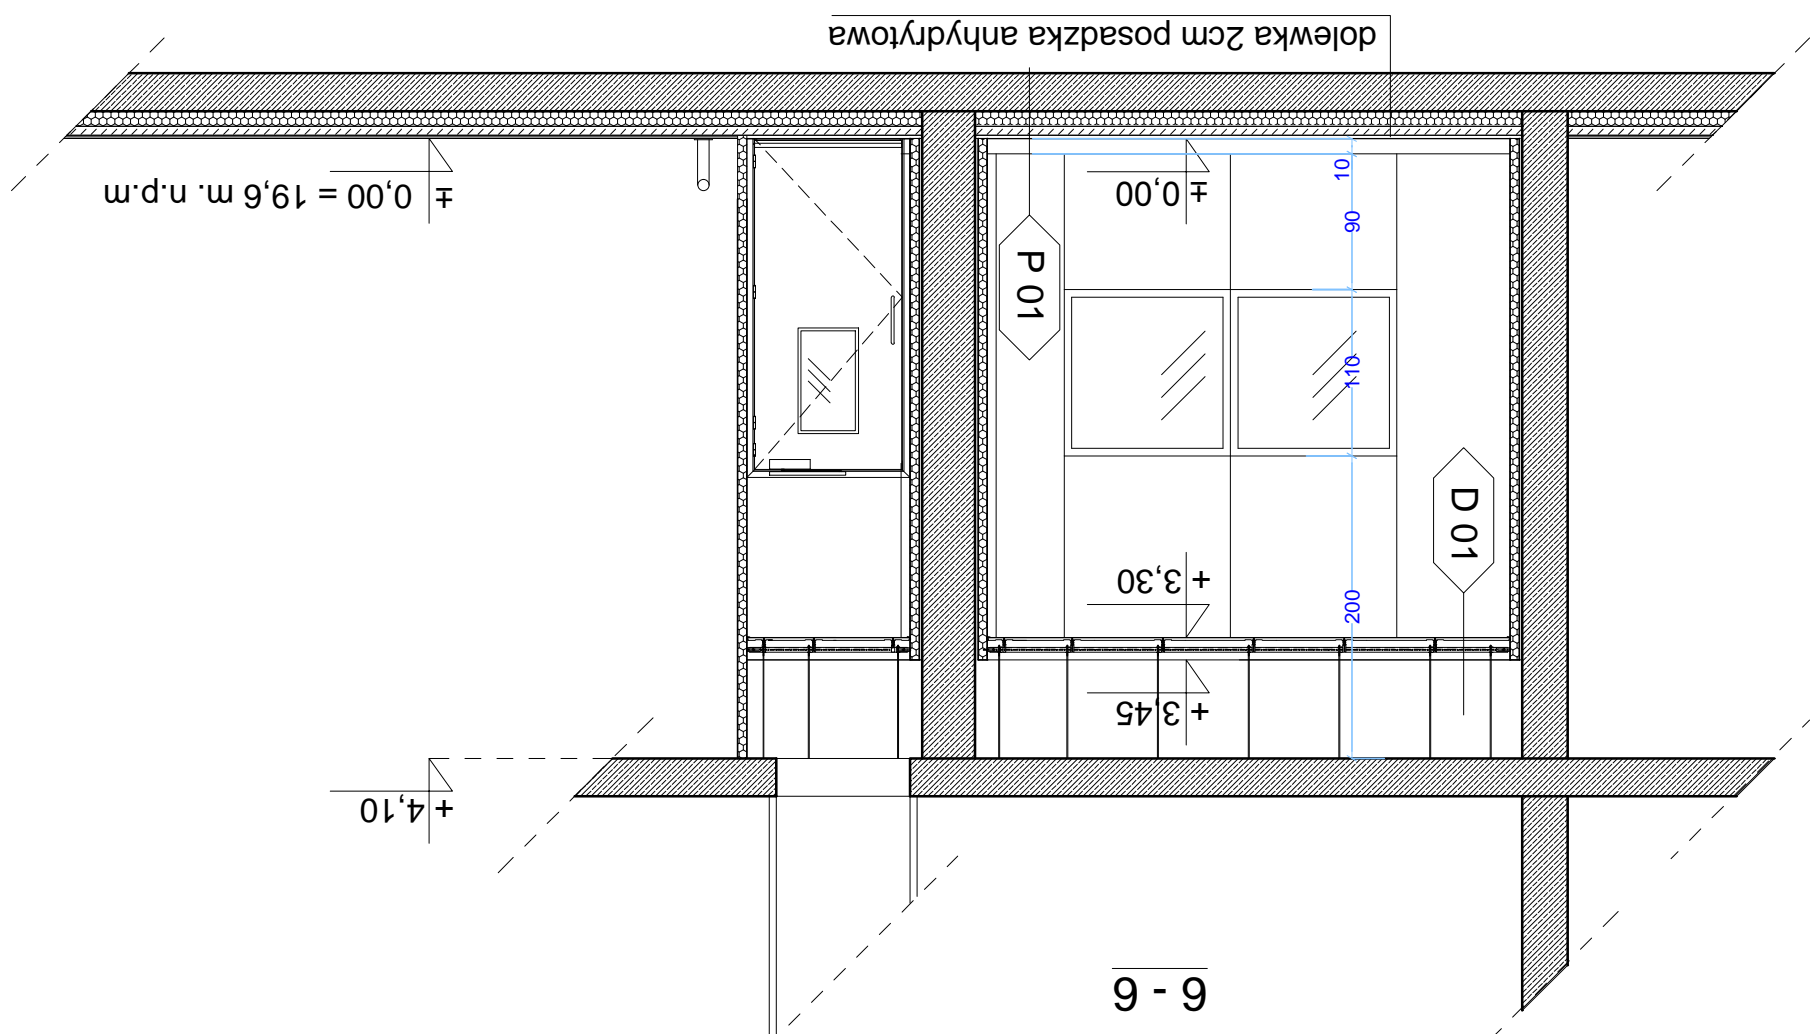 6 - 6
+ 4,10
+ 3,45
+ 3,30
D 01
200
110
90
10
P 01
± 0,00
± 0,00 = 19,6 m. n.p.m
dolewka 2cm posadzka anhydrytowa